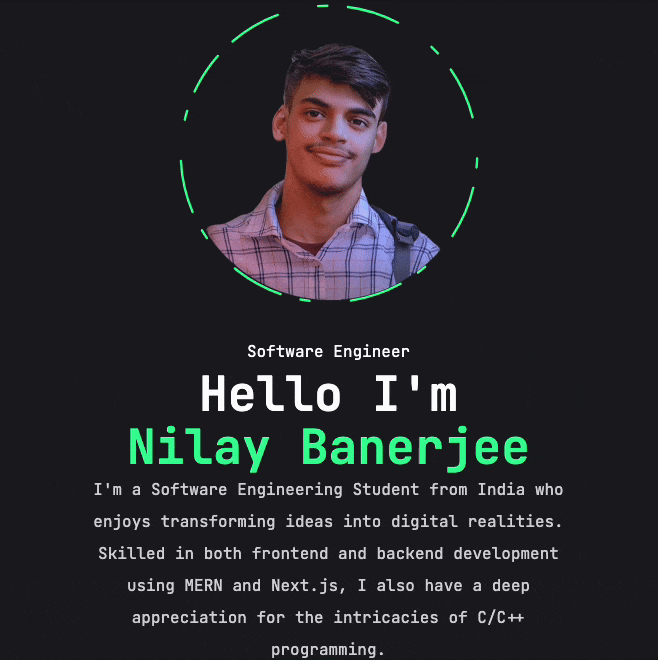 Software Engineer
Hello I'm
Nilay Banerjee
I'm a Software Engineering Student from India who
enjoys transforming ideas into digital realities.
Skilled in both frontend and backend development
using MERN and Next.js, I also have a deep
appreciation for the intricacies of C/C++
programming.